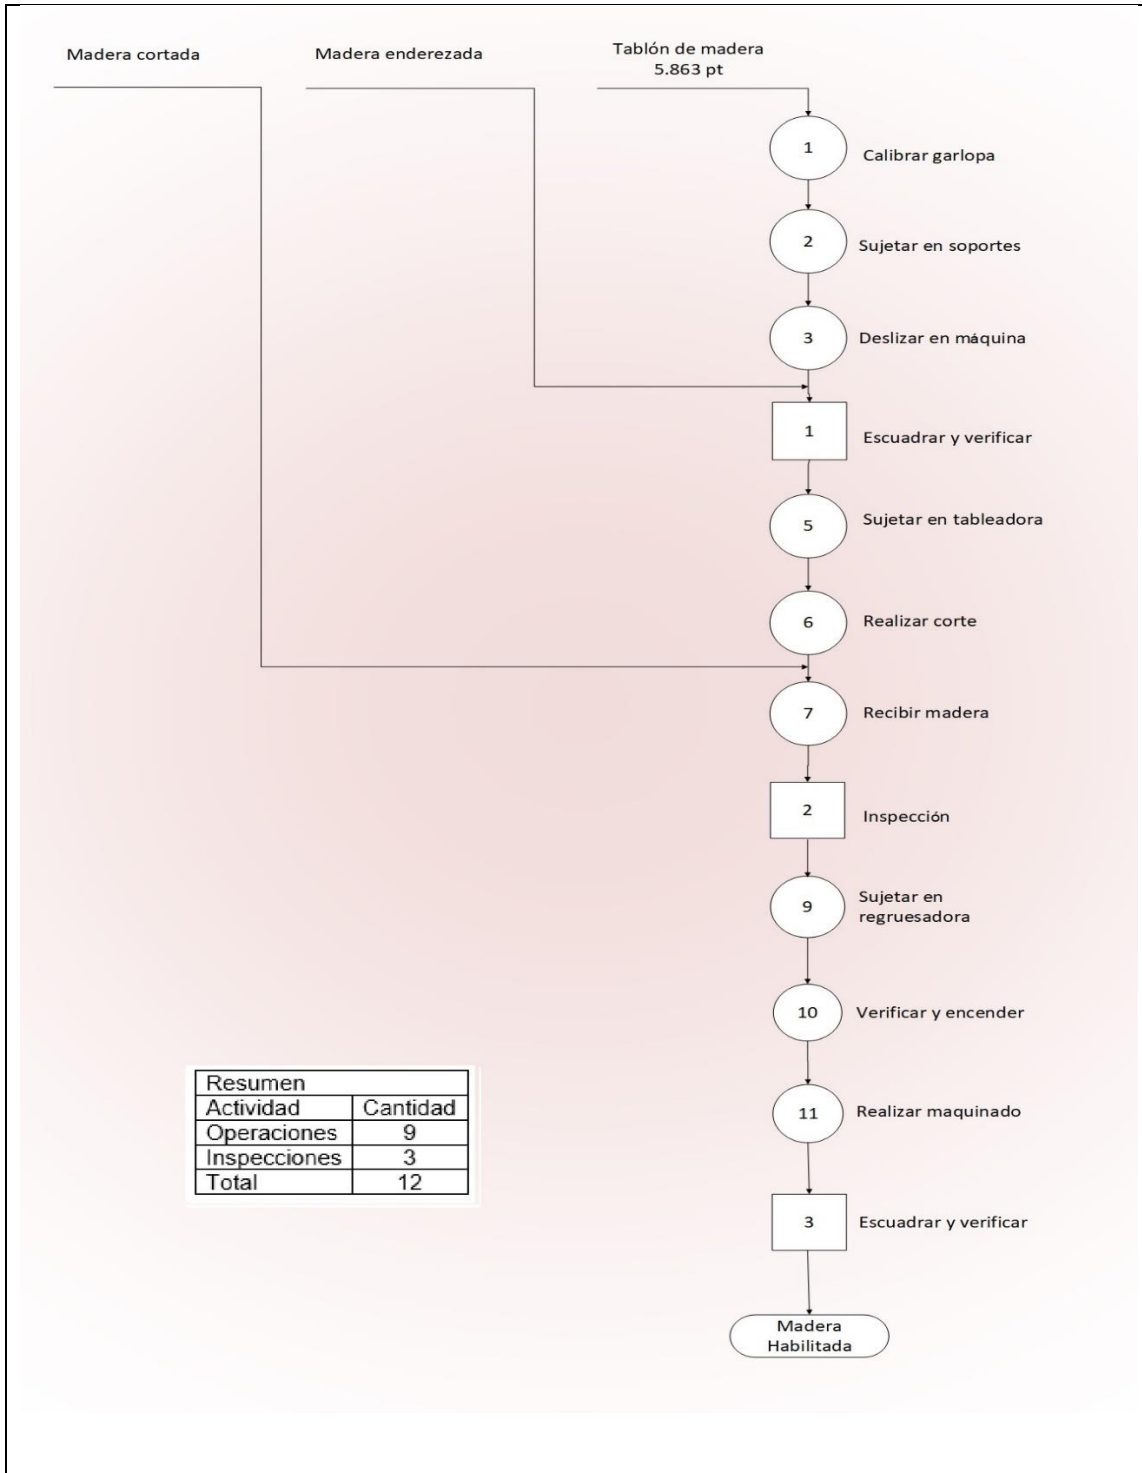 Madera cortada
Madera enderezada
Tablón de madera
5.863 pt
1
Calibrar garlopa
2
Sujetar en soportes
3
Deslizar en máquina
1
Escuadrar y verificar
5
Sujetar en tableadora
6
Realizar corte
7
Recibir madera
2
Inspección
9
Sujetar en
regruesadora
10
Verificar y encender
11
Realizar maquinado
3
Escuadrar y verificar
Madera
Habilitada
Resumen
Actividad Cantidad
Operaciones 9
Inspecciones 3
Total 12